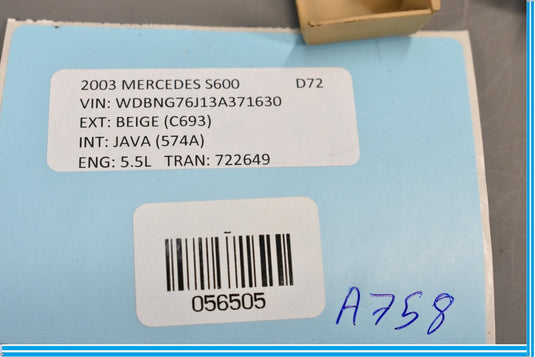 2003 MERCEDES S600 D72
VIN: WDBNG76J13A371630
EXT: BEIGE (C693)
INT: JAVA (574A)
ENG: 5.5L TRAN: 722649
056505
A758